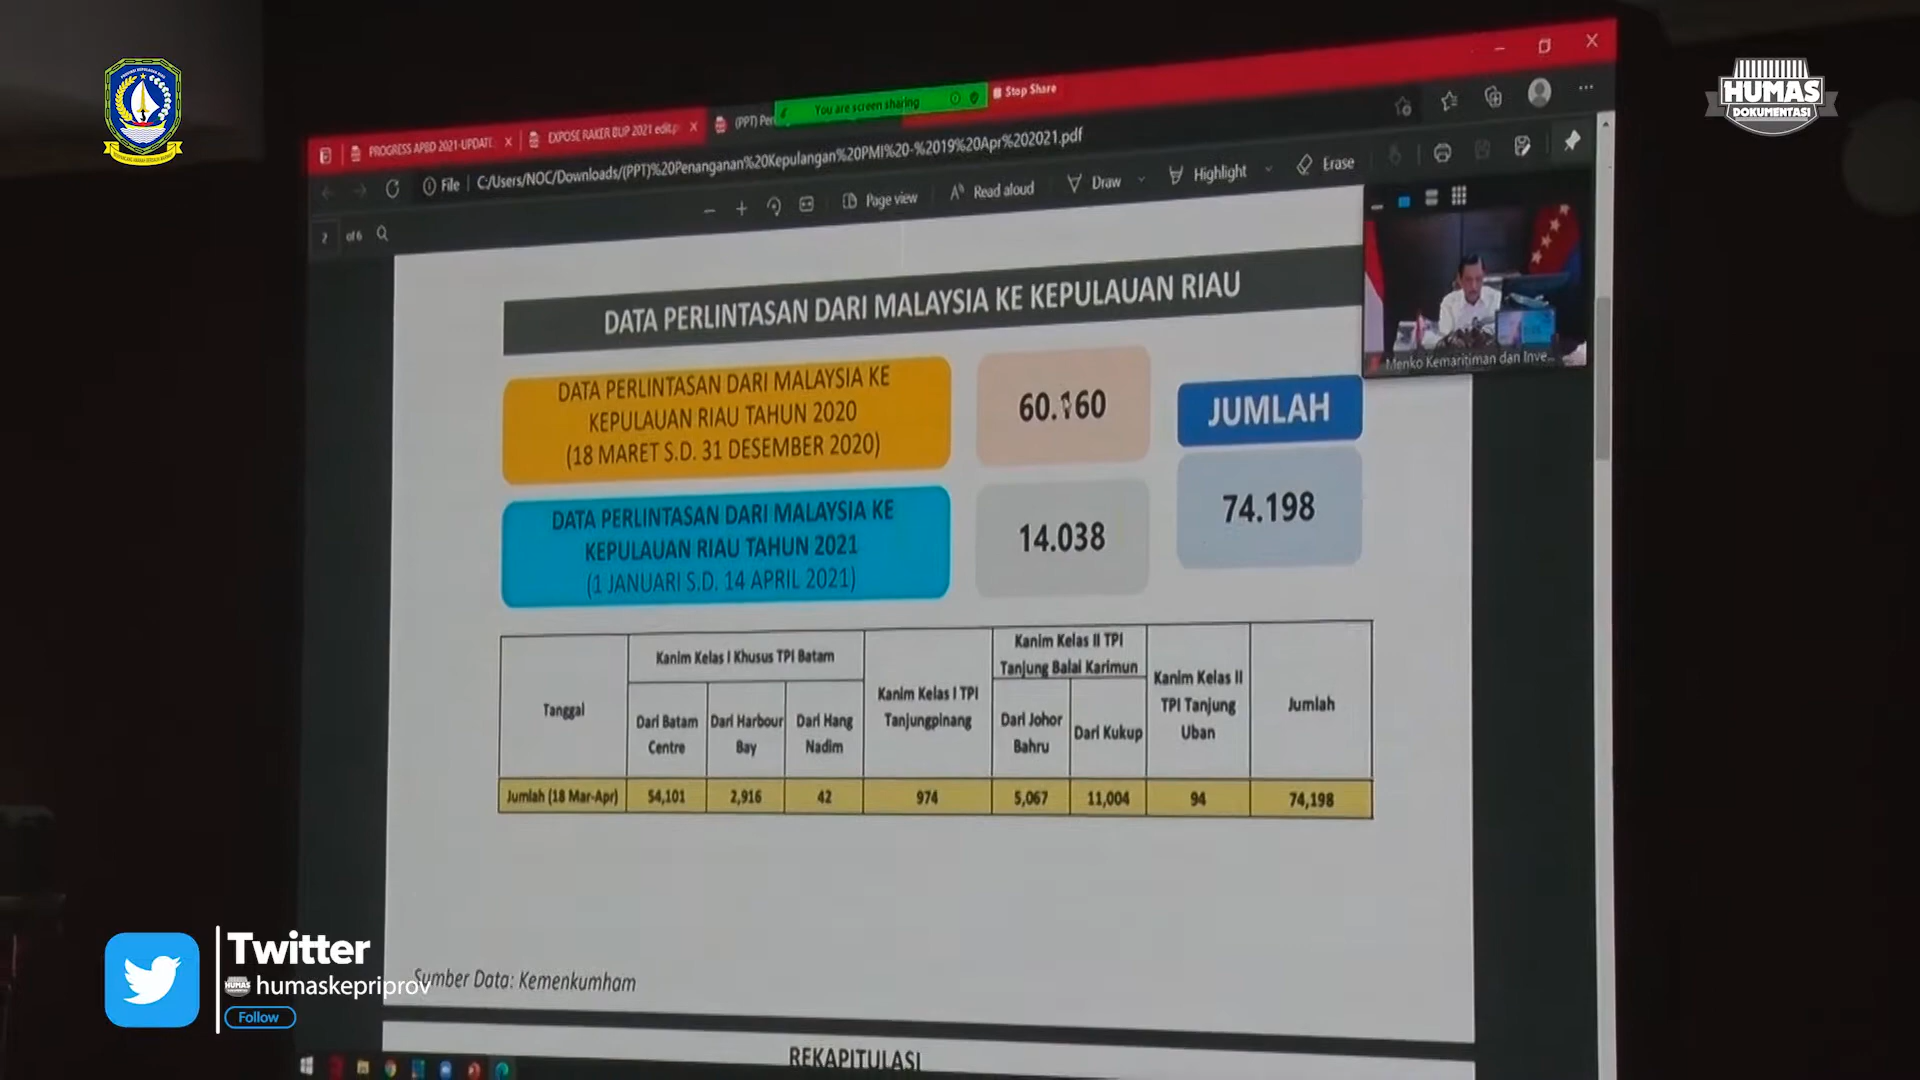 HUMAS
DOKUMENTASI
You are screen sharing
Stop Share
PROGRESS APBD 2021-UPDATE
EXPOSE RAKER BUP 2021 edit.p
(PPT) Pen
File
C:/Users/NOC/Downloads/(PPT)%20Penanganan%20Kepulangan%20PMI%20-%2019%20Apr%202021.pdf
Page view
Read aloud
Draw
Highlight
Erase
2 of 6
Menko Kemaritiman dan Inve...
DATA PERLINTASAN DARI MALAYSIA KE KEPULAUAN RIAU
DATA PERLINTASAN DARI MALAYSIA KE
KEPULAUAN RIAU TAHUN 2020
(18 MARET S.D. 31 DESEMBER 2020)
60.160
JUMLAH
74.198
DATA PERLINTASAN DARI MALAYSIA KE
KEPULAUAN RIAU TAHUN 2021
(1 JANUARI S.D. 14 APRIL 2021)
14.038
Tanggal
Kanim Kelas I Khusus TPI Batam
Dari Batam
Centre
Dari Harbour
Bay
Dari Hang
Nadim
Kanim Kelas I TPI
Tanjungpinang
Kanim Kelas II TPI
Tanjung Balai Karimun
Dari Johor
Bahru
Dari Kukup
Kanim Kelas II
TPI Tanjung
Uban
Jumlah
Jumlah (18 Mar-Apr) 54,101 2,916 42 974 5,067 11,004 94 74,198
Sumber Data: Kemenkumham
REKAPITULASI
Twitter
HUMAS
humaskepriprov
Follow